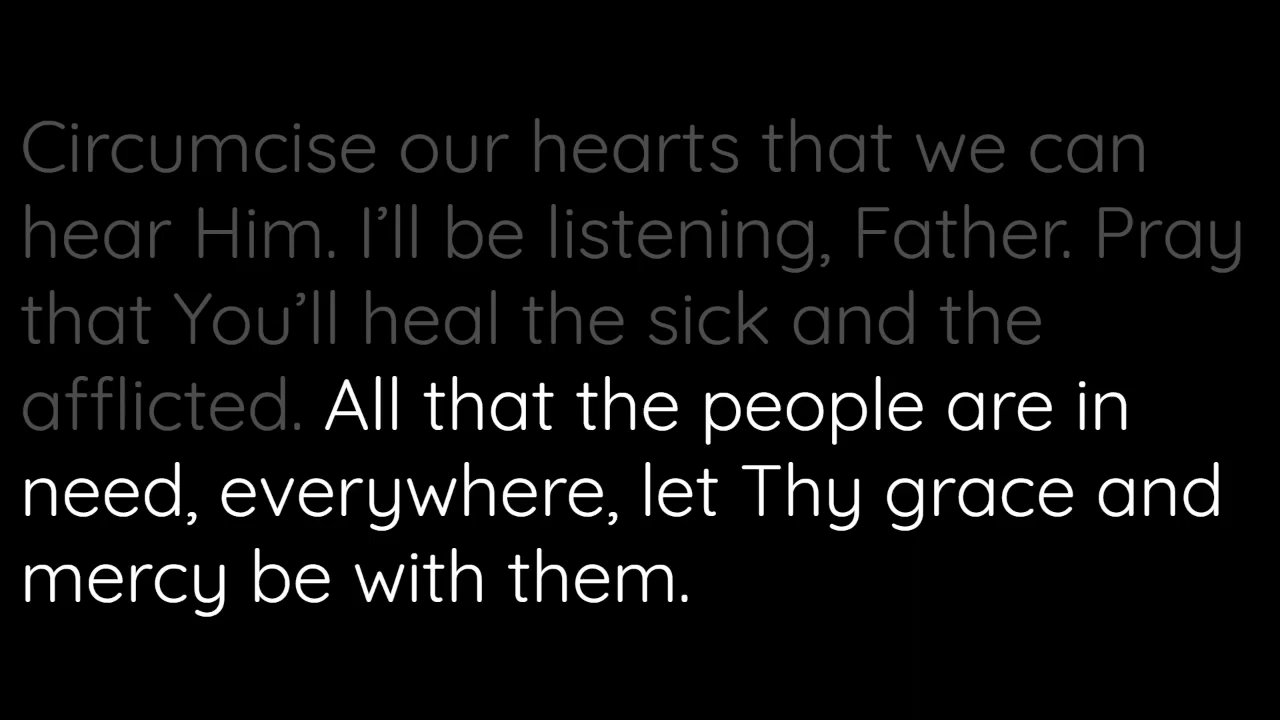 Circumcise our hearts that we can
hear Him. I’ll be listening, Father. Pray
that You’ll heal the sick and the
afflicted. All that the people are in
need, everywhere, let Thy grace and
mercy be with them.